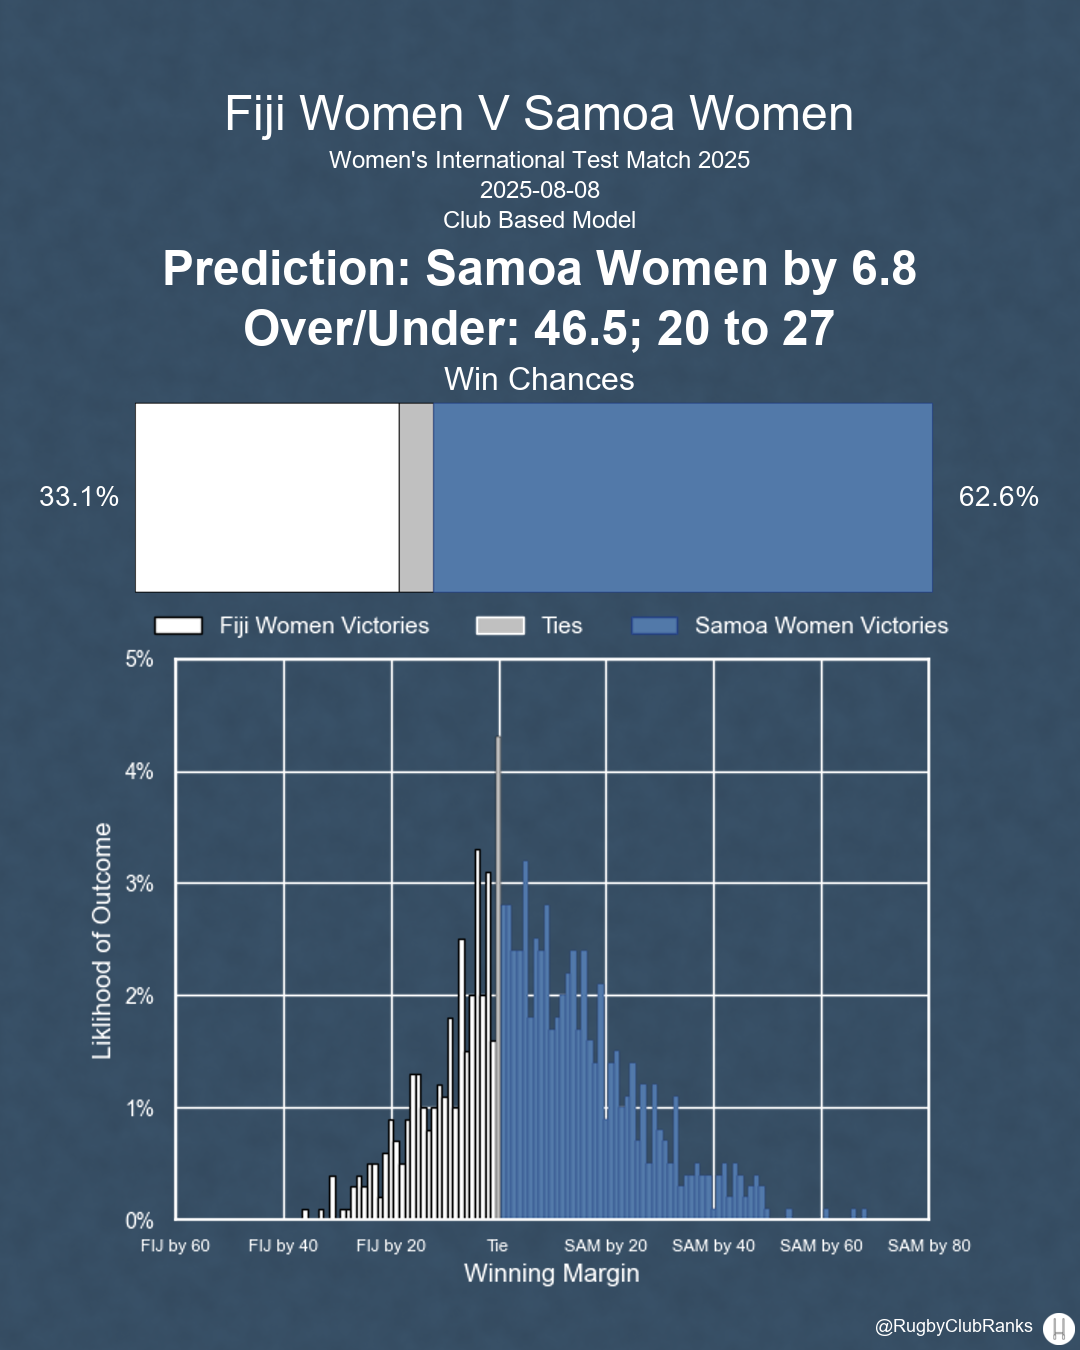 Fiji Women V Samoa Women
Women's International Test Match 2025
2025-08-08
Club Based Model
Prediction: Samoa Women by 6.8
Over/Under: 46.5; 20 to 27
Win Chances
33.1%
62.6%
Fiji Women Victories
Ties
Samoa Women Victories
5%
4%
3%
2%
1%
0%
Liklihood of Outcome
FIJ by 60
FIJ by 40
FIJ by 20
Tie
SAM by 20
SAM by 40
SAM by 60
SAM by 80
Winning Margin
@RugbyClubRanks